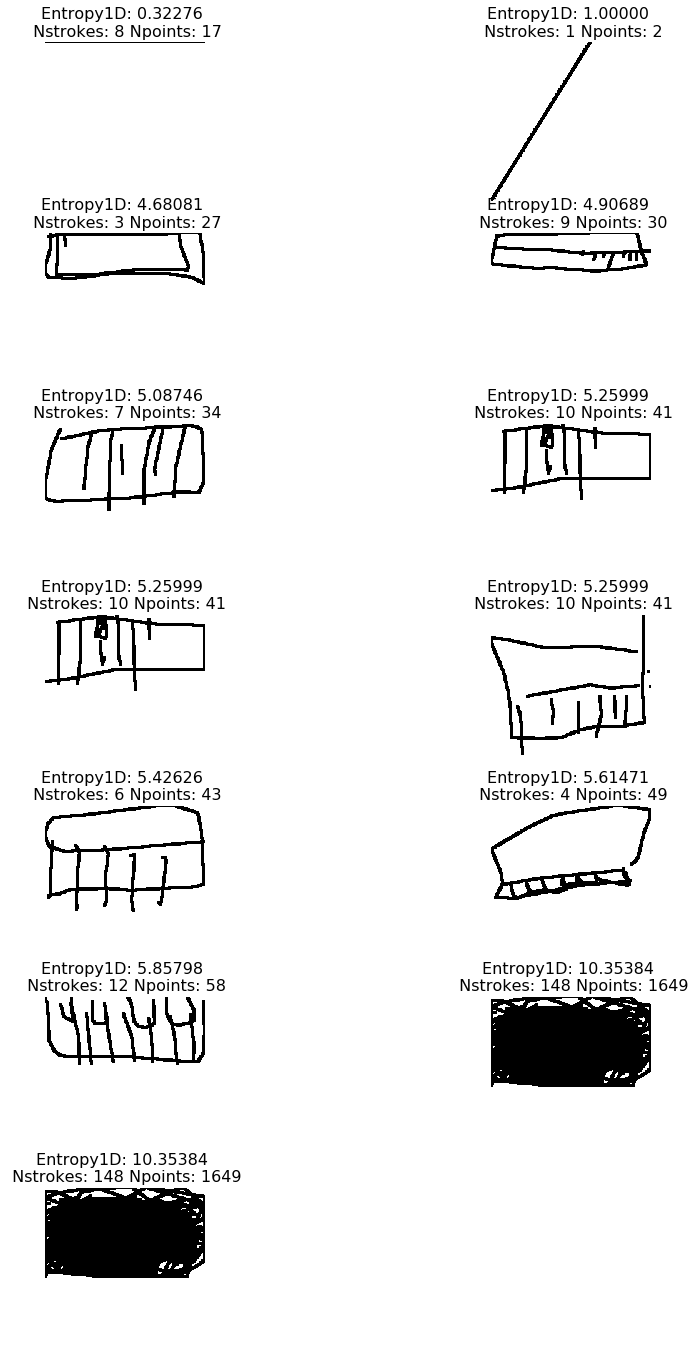 Entropy1D: 0.32276
Nstrokes: 8 Npoints: 17
Entropy1D: 1.00000
Nstrokes: 1 Npoints: 2
Entropy1D: 4.68081
Nstrokes: 3 Npoints: 27
Entropy1D: 4.90689
Nstrokes: 9 Npoints: 30
Entropy1D: 5.08746
Nstrokes: 7 Npoints: 34
Entropy1D: 5.25999
Nstrokes: 10 Npoints: 41
Entropy1D: 5.25999
Nstrokes: 10 Npoints: 41
Entropy1D: 5.25999
Nstrokes: 10 Npoints: 41
Entropy1D: 5.42626
Nstrokes: 6 Npoints: 43
Entropy1D: 5.61471
Nstrokes: 4 Npoints: 49
Entropy1D: 5.85798
Nstrokes: 12 Npoints: 58
Entropy1D: 10.35384
Nstrokes: 148 Npoints: 1649
Entropy1D: 10.35384
Nstrokes: 148 Npoints: 1649